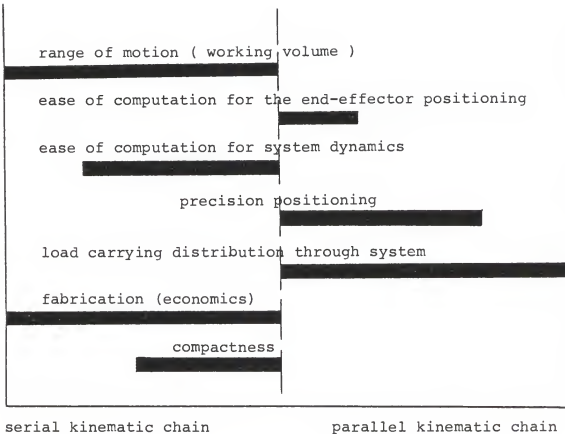 range of motion ( working volume )
ease of computation for the end-effector positioning
ease of computation for system dynamics
precision positioning
load carrying distribution through system
fabrication (economics)
compactness
serial kinematic chain
parallel kinematic chain